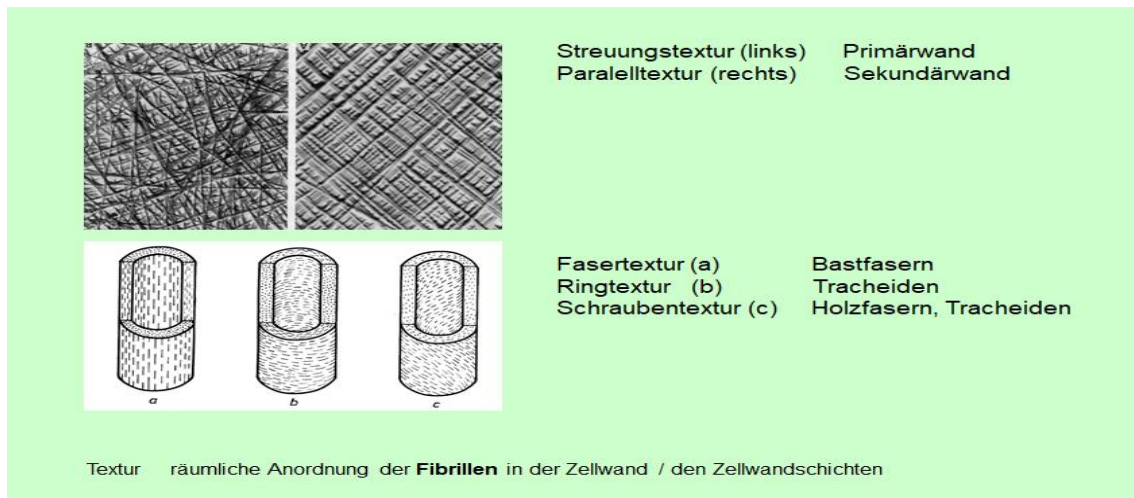 Streuungstextur (links) Primärwand
Paralelltextur (rechts) Sekundärwand
Fasertextur (a) Bastfasern
Ringtextur (b) Tracheiden
Schraubentextur (c) Holzfasern, Tracheiden
a b c
Textur räumliche Anordnung der Fibrillen in der Zellwand / den Zellwandschichten